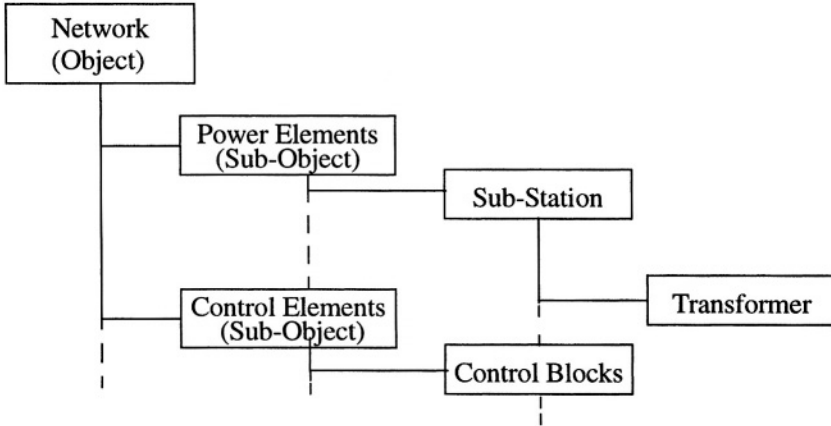 Network
(Object)
Power Elements
(Sub-Object)
Sub-Station
Control Elements
(Sub-Object)
Transformer
Control Blocks